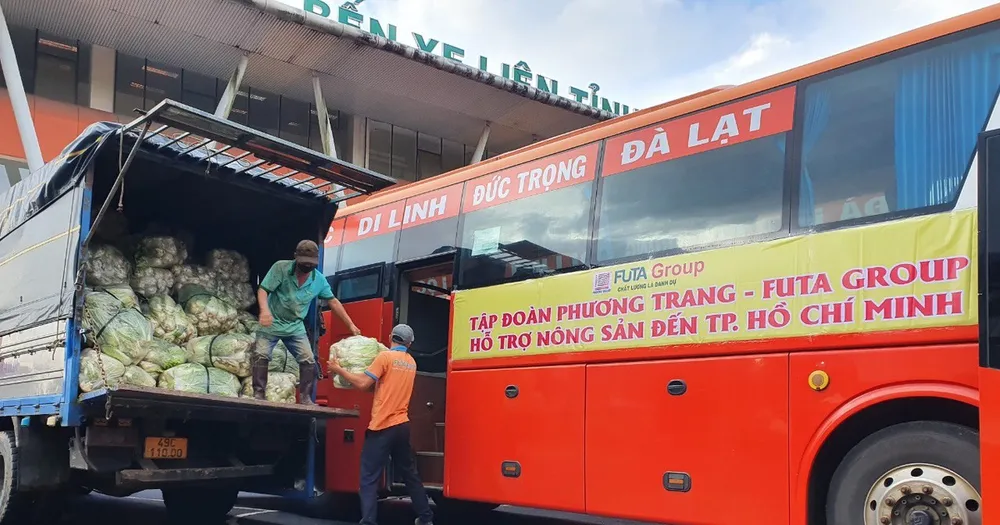 BẾN XE LIÊN TỈNH
DI LINH ĐỨC TRỌNG ĐÀ LẠT
FUTA Group
CHẤT LƯỢNG LÀ DANH DỰ
TẬP ĐOÀN PHƯƠNG TRANG - FUTA GROUP
HỖ TRỢ NÔNG SẢN ĐẾN TP. HỒ CHÍ MINH
49C
110.00